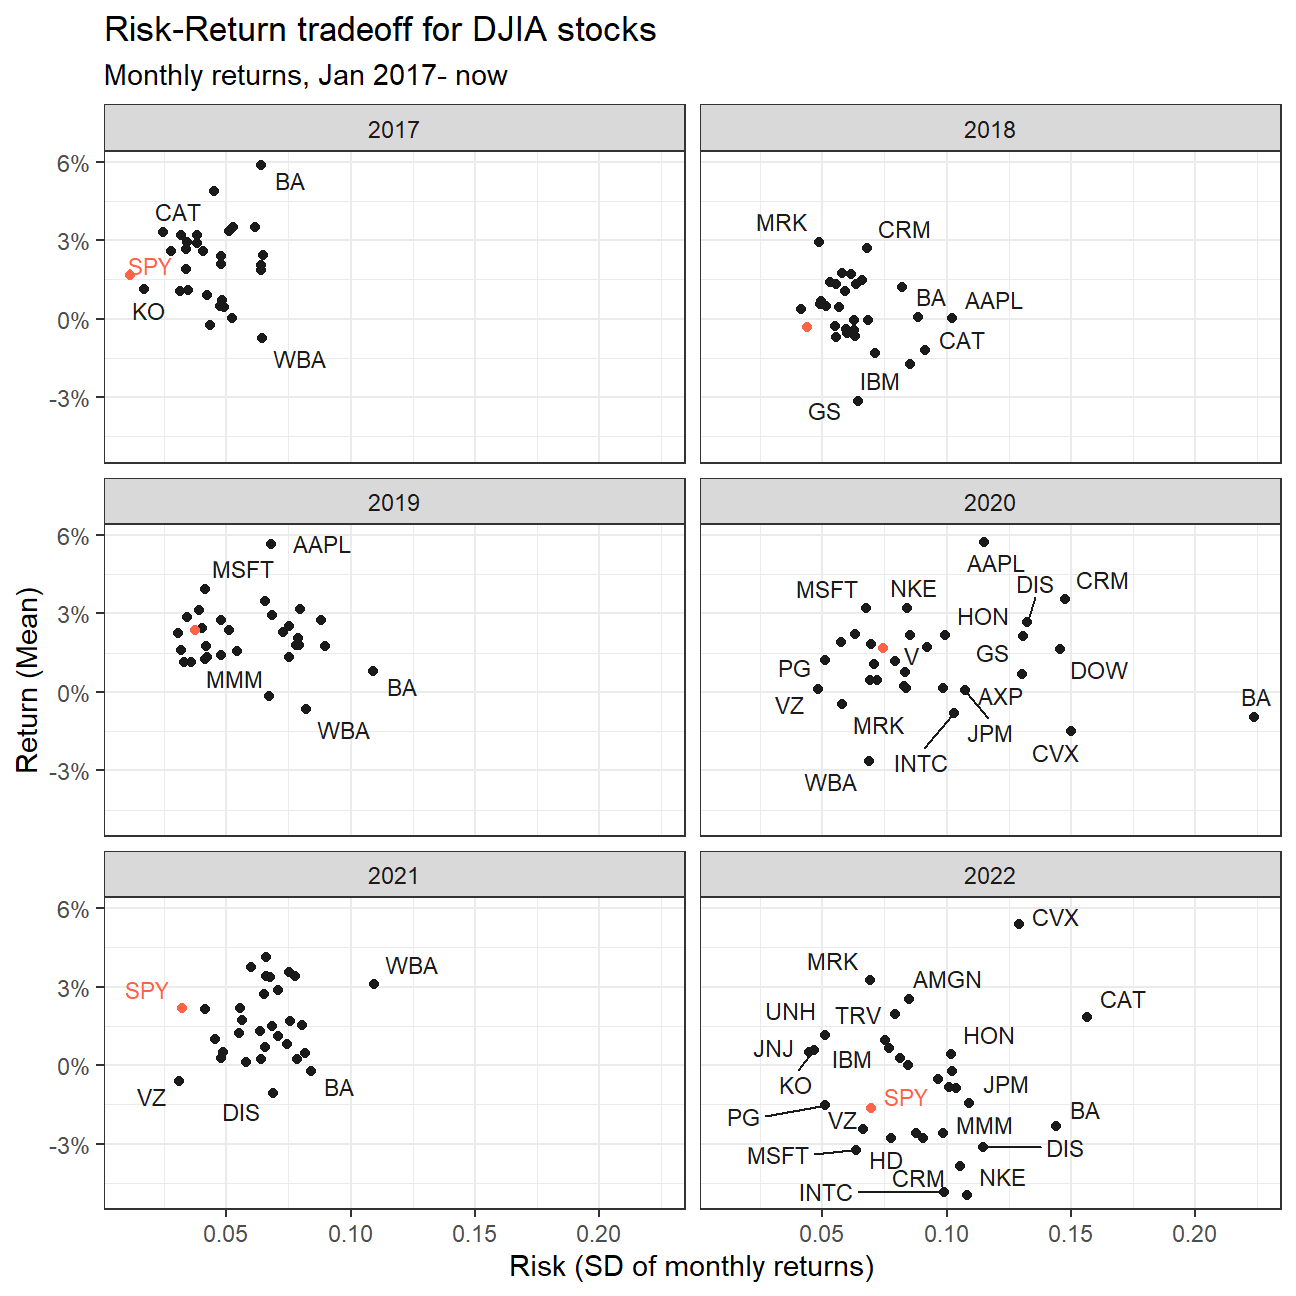 Risk-Return tradeoff for DJIA stocks
Monthly returns, Jan 2017- now
Return (Mean)
2017
6%
3%
0%
-3%
BA
CAT
SPY
KO
WBA
2018
MRK
CRM
BA
AAPL
CAT
IBM
GS
2019
6%
3%
0%
-3%
AAPL
MSFT
MMM
BA
WBA
2020
AAPL
DIS
CRM
MSFT
NKE
HON
GS
V
PG
DOW
VZ
AXP
BA
MRK
JPM
CVX
INTC
WBA
2021
6%
3%
0%
-3%
WBA
SPY
VZ
BA
DIS
0.05
0.10
0.15
0.20
2022
CVX
MRK
AMGN
CAT
UNH
TRV
HON
JNJ
IBM
KO
JPM
SPY
PG
VZ
BA
MMM
DIS
MSFT
HD
CRM
NKE
INTC
0.05
0.10
0.15
0.20
Risk (SD of monthly returns)